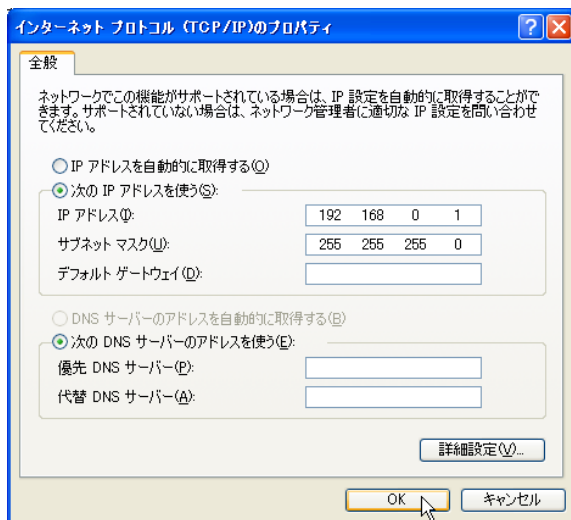 インターネット プロトコル (TCP/IP)のプロパティ
全般
ネットワークでこの機能がサポートされている場合は、IP 設定を自動的に取得することがで
きます。サポートされていない場合は、ネットワーク管理者に適切な IP 設定を問い合わせ
てください。
IP アドレスを自動的に取得する(O)
次の IP アドレスを使う(S):
IP アドレス(I): 192 168 0 1
サブネット マスク(U): 255 255 255 0
デフォルト ゲートウェイ(D):
DNS サーバーのアドレスを自動的に取得する(B)
次の DNS サーバーのアドレスを使う(E):
優先 DNS サーバー(P):
代替 DNS サーバー(A):
詳細設定(V)...
OK キャンセル